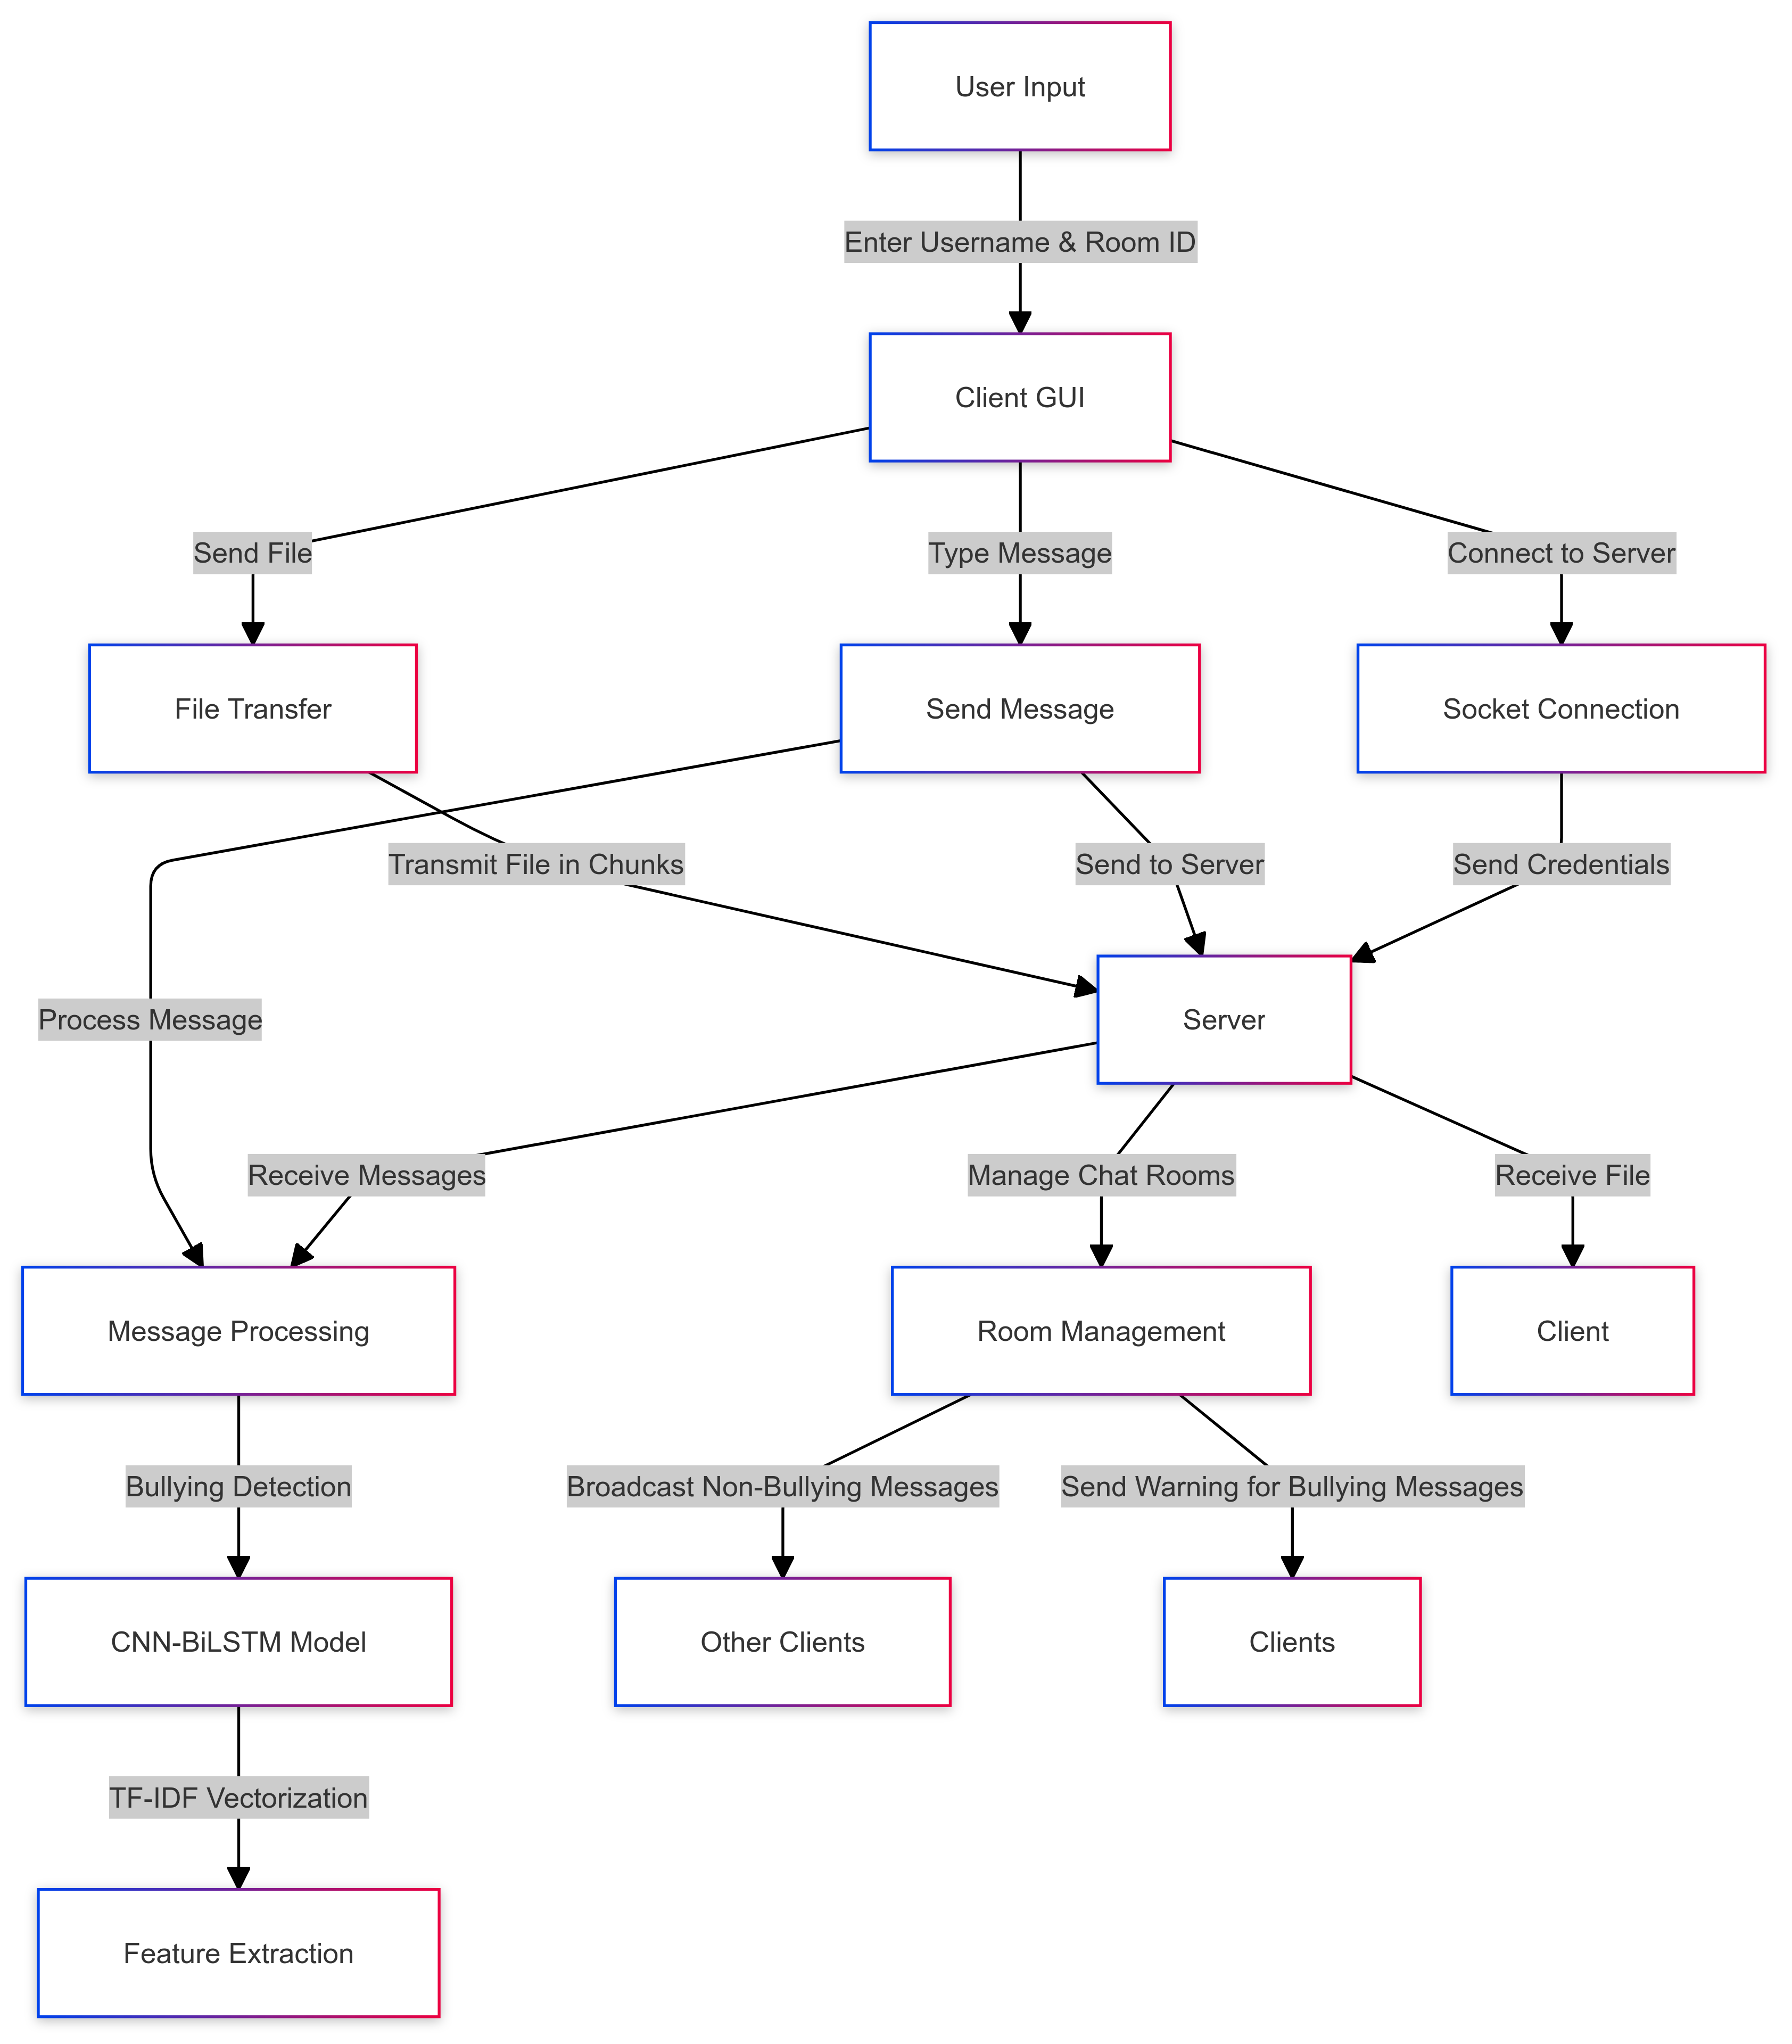 User Input
Enter Username & Room ID
Client GUI
Send File
Type Message
Connect to Server
File Transfer
Send Message
Socket Connection
Transmit File in Chunks
Send to Server
Send Credentials
Process Message
Server
Receive Messages
Manage Chat Rooms
Receive File
Message Processing
Room Management
Client
Bullying Detection
Broadcast Non-Bullying Messages
Send Warning for Bullying Messages
CNN-BiLSTM Model
Other Clients
Clients
TF-IDF Vectorization
Feature Extraction